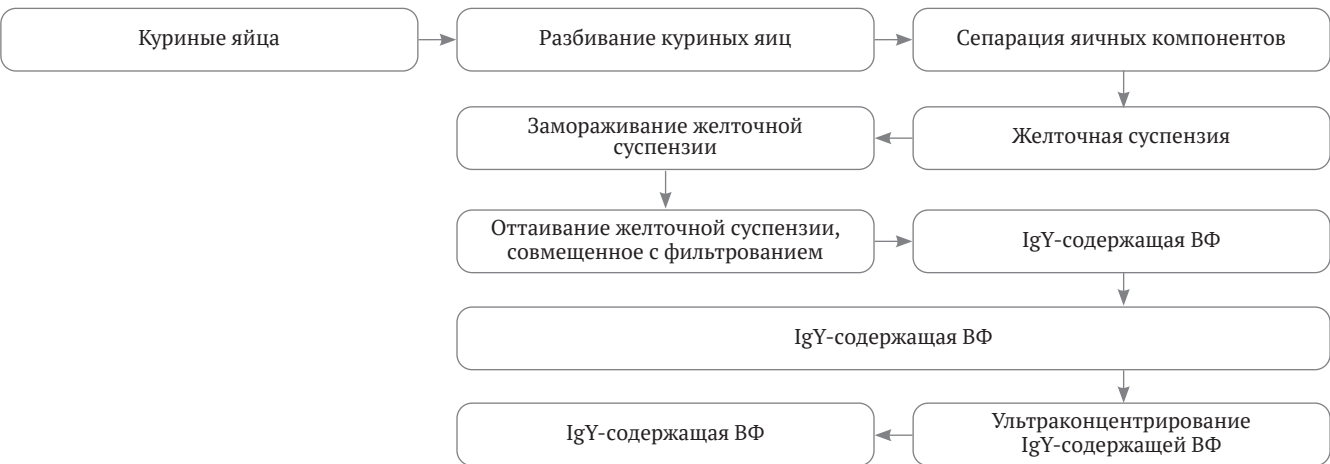 Куриные яйца
Разбивание куриных яиц
Сепарация яичных компонентов
Желточная суспензия
Замораживание желточной
суспензии
Оттаивание желточной суспензии,
совмещенное с фильтрованием
IgY-содержащая ВФ
IgY-содержащая ВФ
Ультраконцентрирование
IgY-содержащей ВФ
IgY-содержащая ВФ